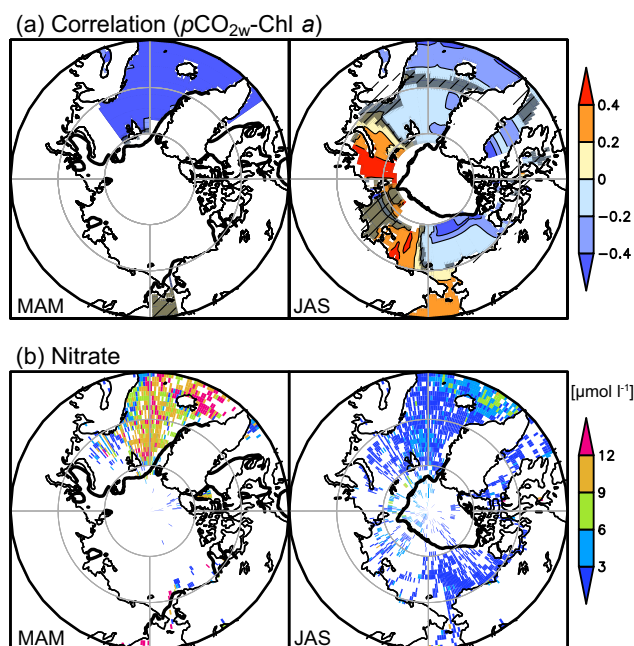 (a) Correlation (pCO2w-Chl a)
MAM
JAS
0.4
0.2
0
−0.2
−0.4
(b) Nitrate
[µmol l-1]
MAM
JAS
12
9
6
3